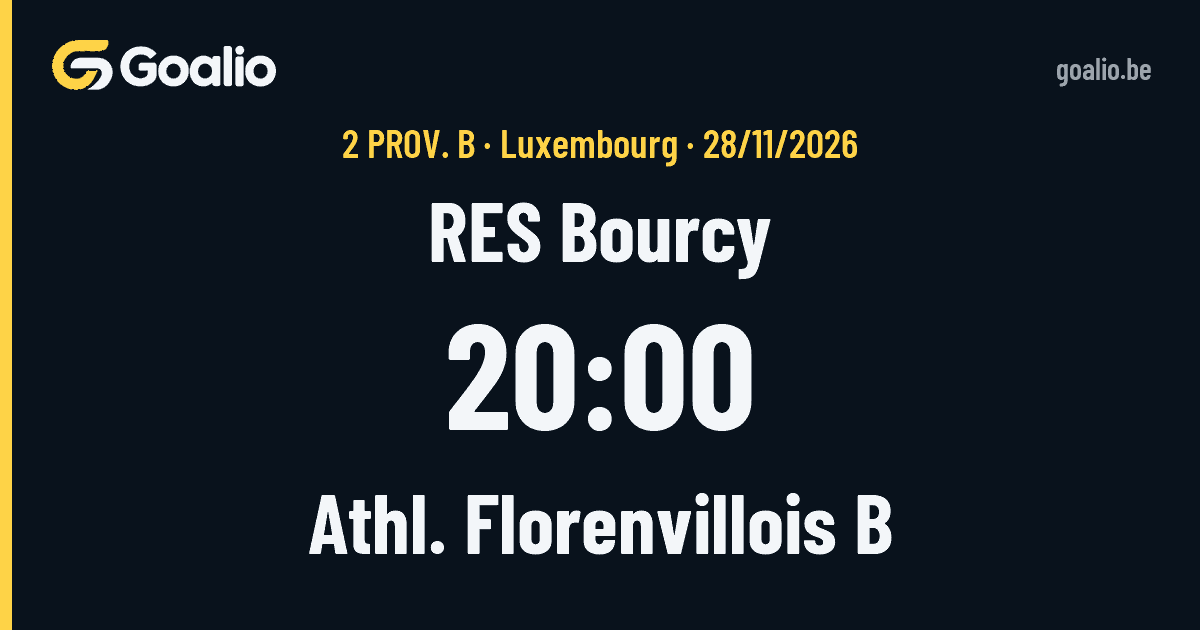 Goalio
goalio.be
2 PROV. B · Luxembourg · 28/11/2026
RES Bourcy
20:00
Athl. Florenvillois B